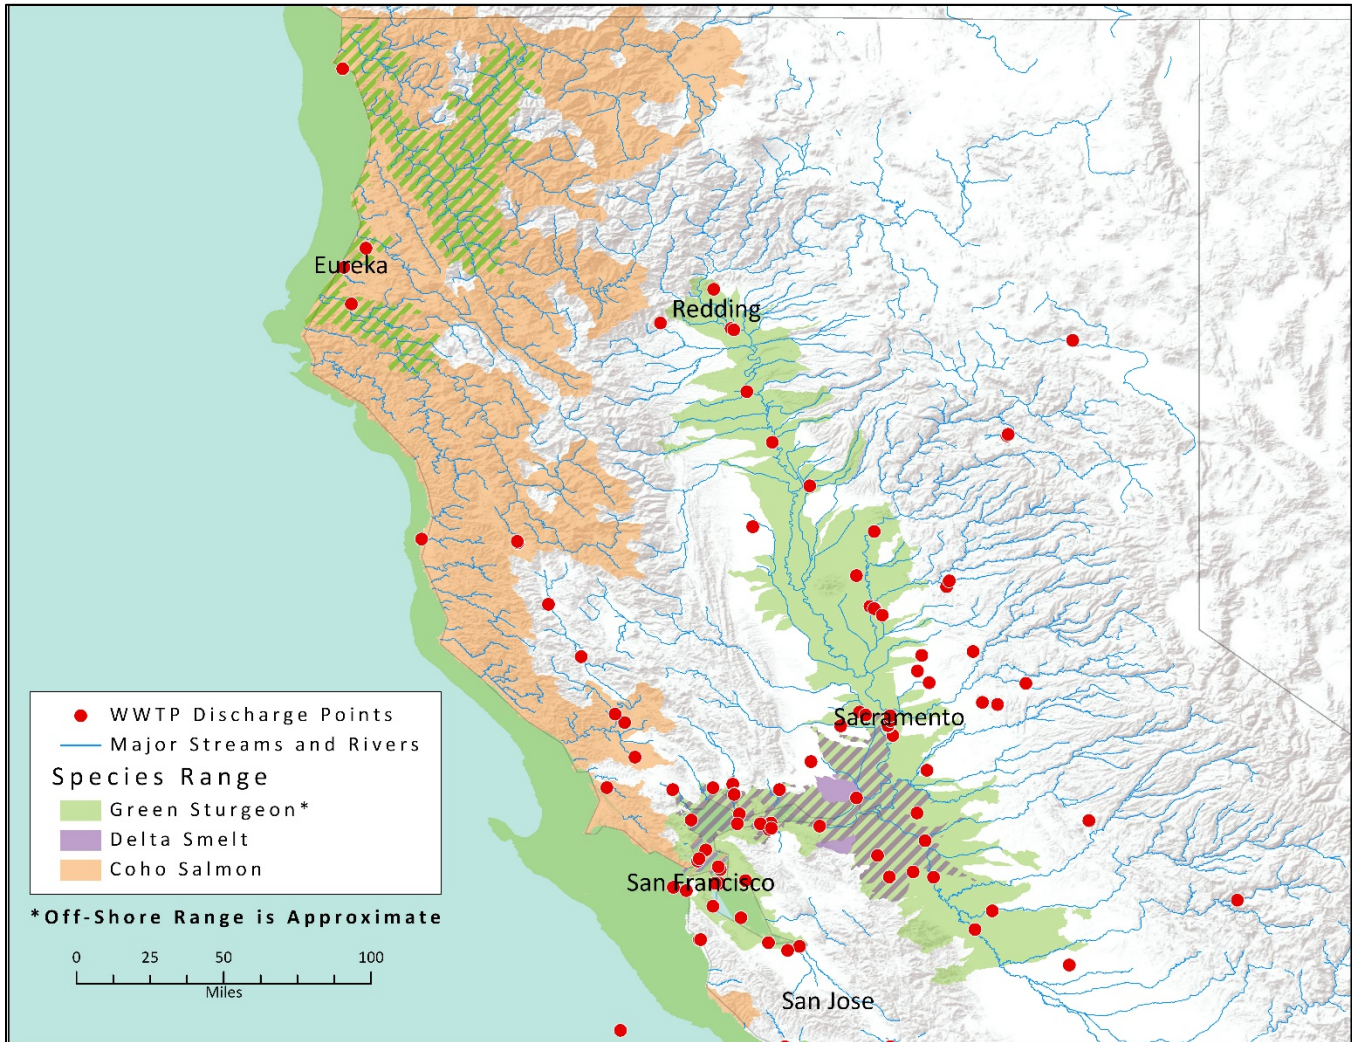 Eureka
Redding
Sacramento
San Francisco
San Jose
WWTP Discharge Points
Major Streams and Rivers
Species Range
Green Sturgeon*
Delta Smelt
Coho Salmon
*Off-Shore Range is Approximate
0 25 50 100
Miles